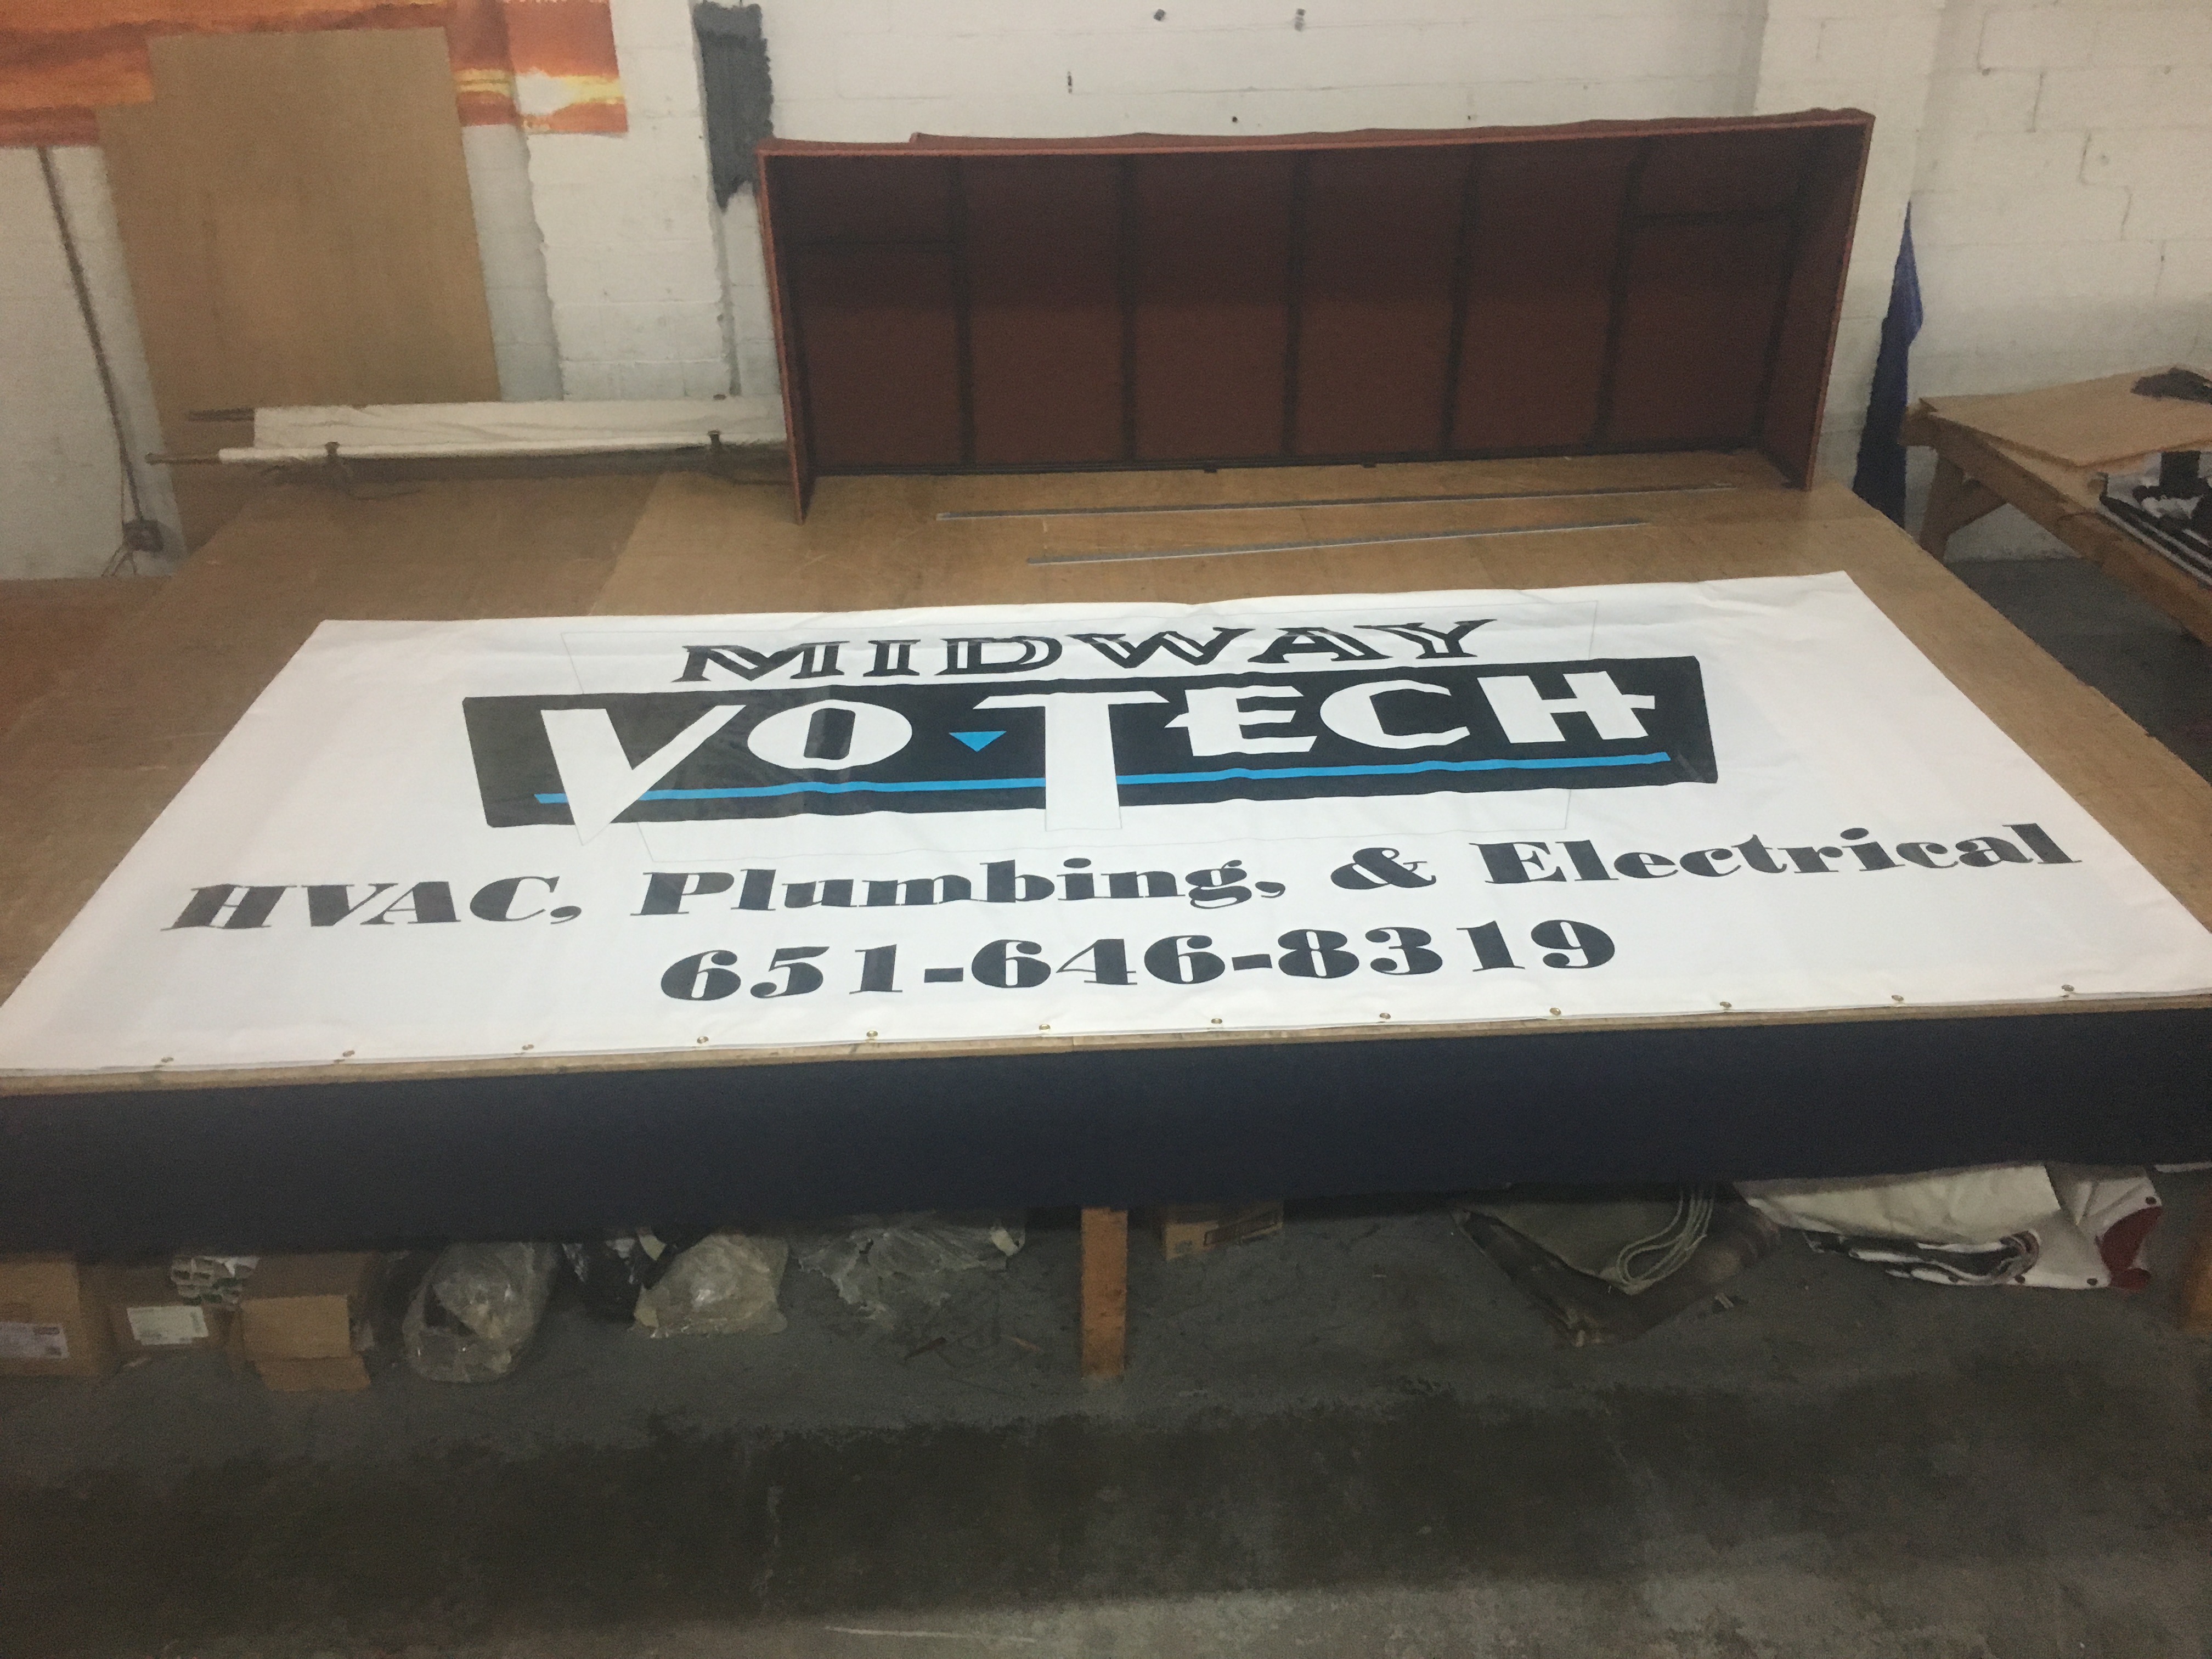 MIDWAY
VO TECH
HVAC, Plumbing, & Electrical
651-646-8319